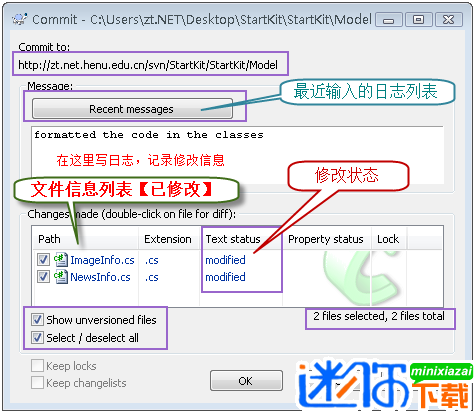 Commit - C:\Users\zt.NET\Desktop\StartKit\StartKit\Model
Commit to:
http://zt.net.henu.edu.cn/svn/StartKit/StartKit/Model
Message:
最近输入的日志列表
Recent messages
formatted the code in the classes
在这里写日志，记录修改信息
修改状态
文件信息列表【已修改】
Changes made (double-click on file for diff):
Path Extension Text status Property status Lock
ImageInfo.cs .cs modified
NewsInfo.cs .cs modified
Show unversioned files
2 files selected, 2 files total
Select / deselect all
Keep locks
Keep changelists
OK
迷你下载
minixiazai